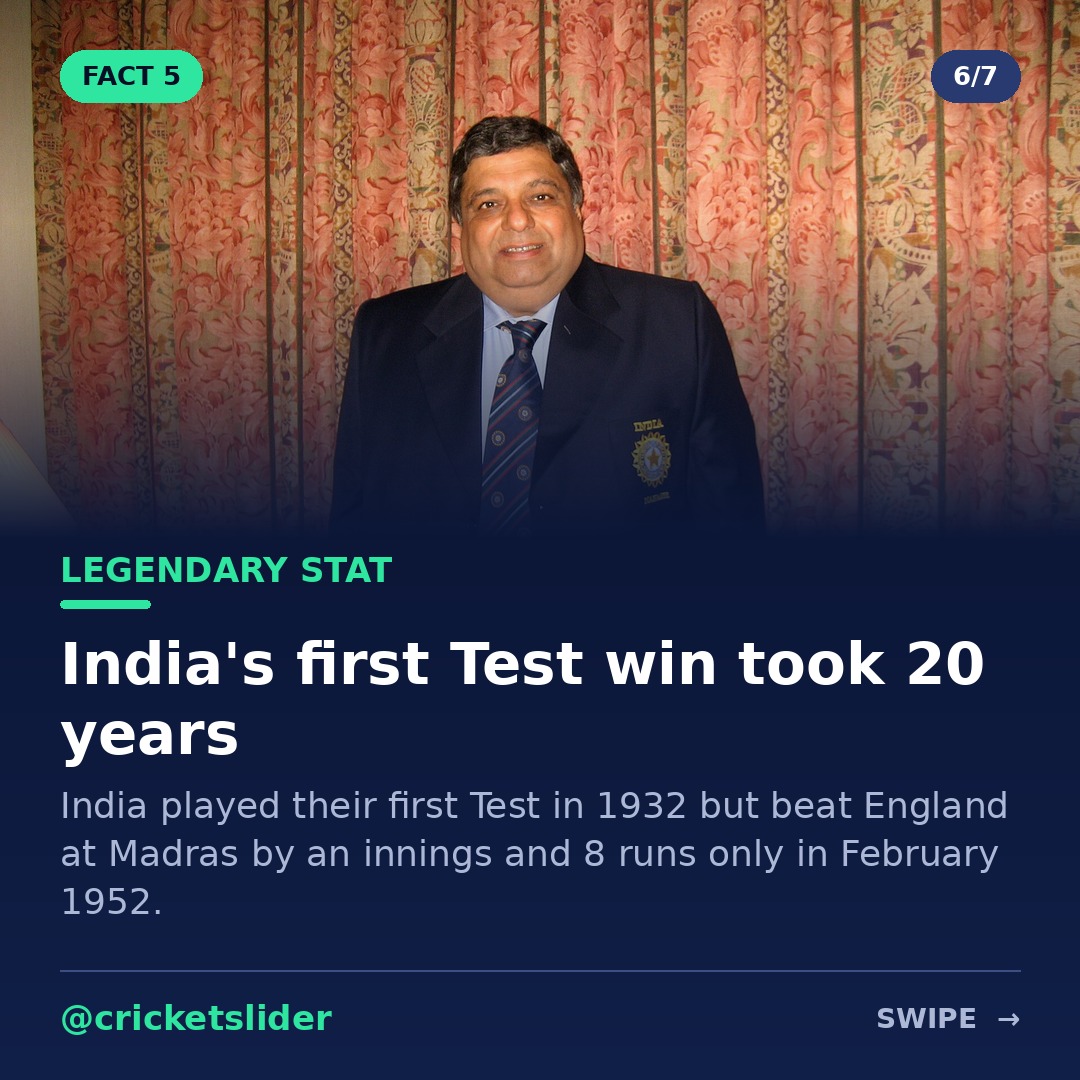 FACT 5
6/7
INDIA
LEGENDARY STAT
India's first Test win took 20
years
India played their first Test in 1932 but beat England
at Madras by an innings and 8 runs only in February
1952.
@cricketslider
SWIPE →